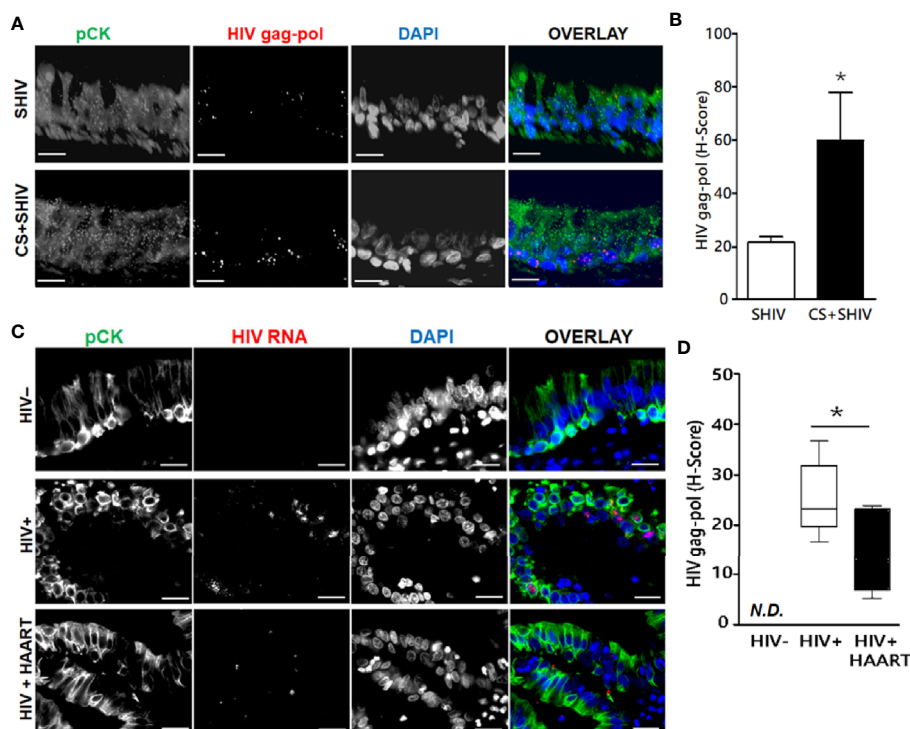 A
pCK HIV gag-pol DAPI OVERLAY
SHIV
CS+SHIV
B
HIV gag-pol (H-Score)
100
80
60
40
20
0
*
SHIV CS+SHIV
C
pCK HIV RNA DAPI OVERLAY
HIV–
HIV+
HIV + HAART
D
HIV gag-pol (H-Score)
50
40
30
20
10
0
*
N.D.
HIV- HIV+ HIV+
HAART